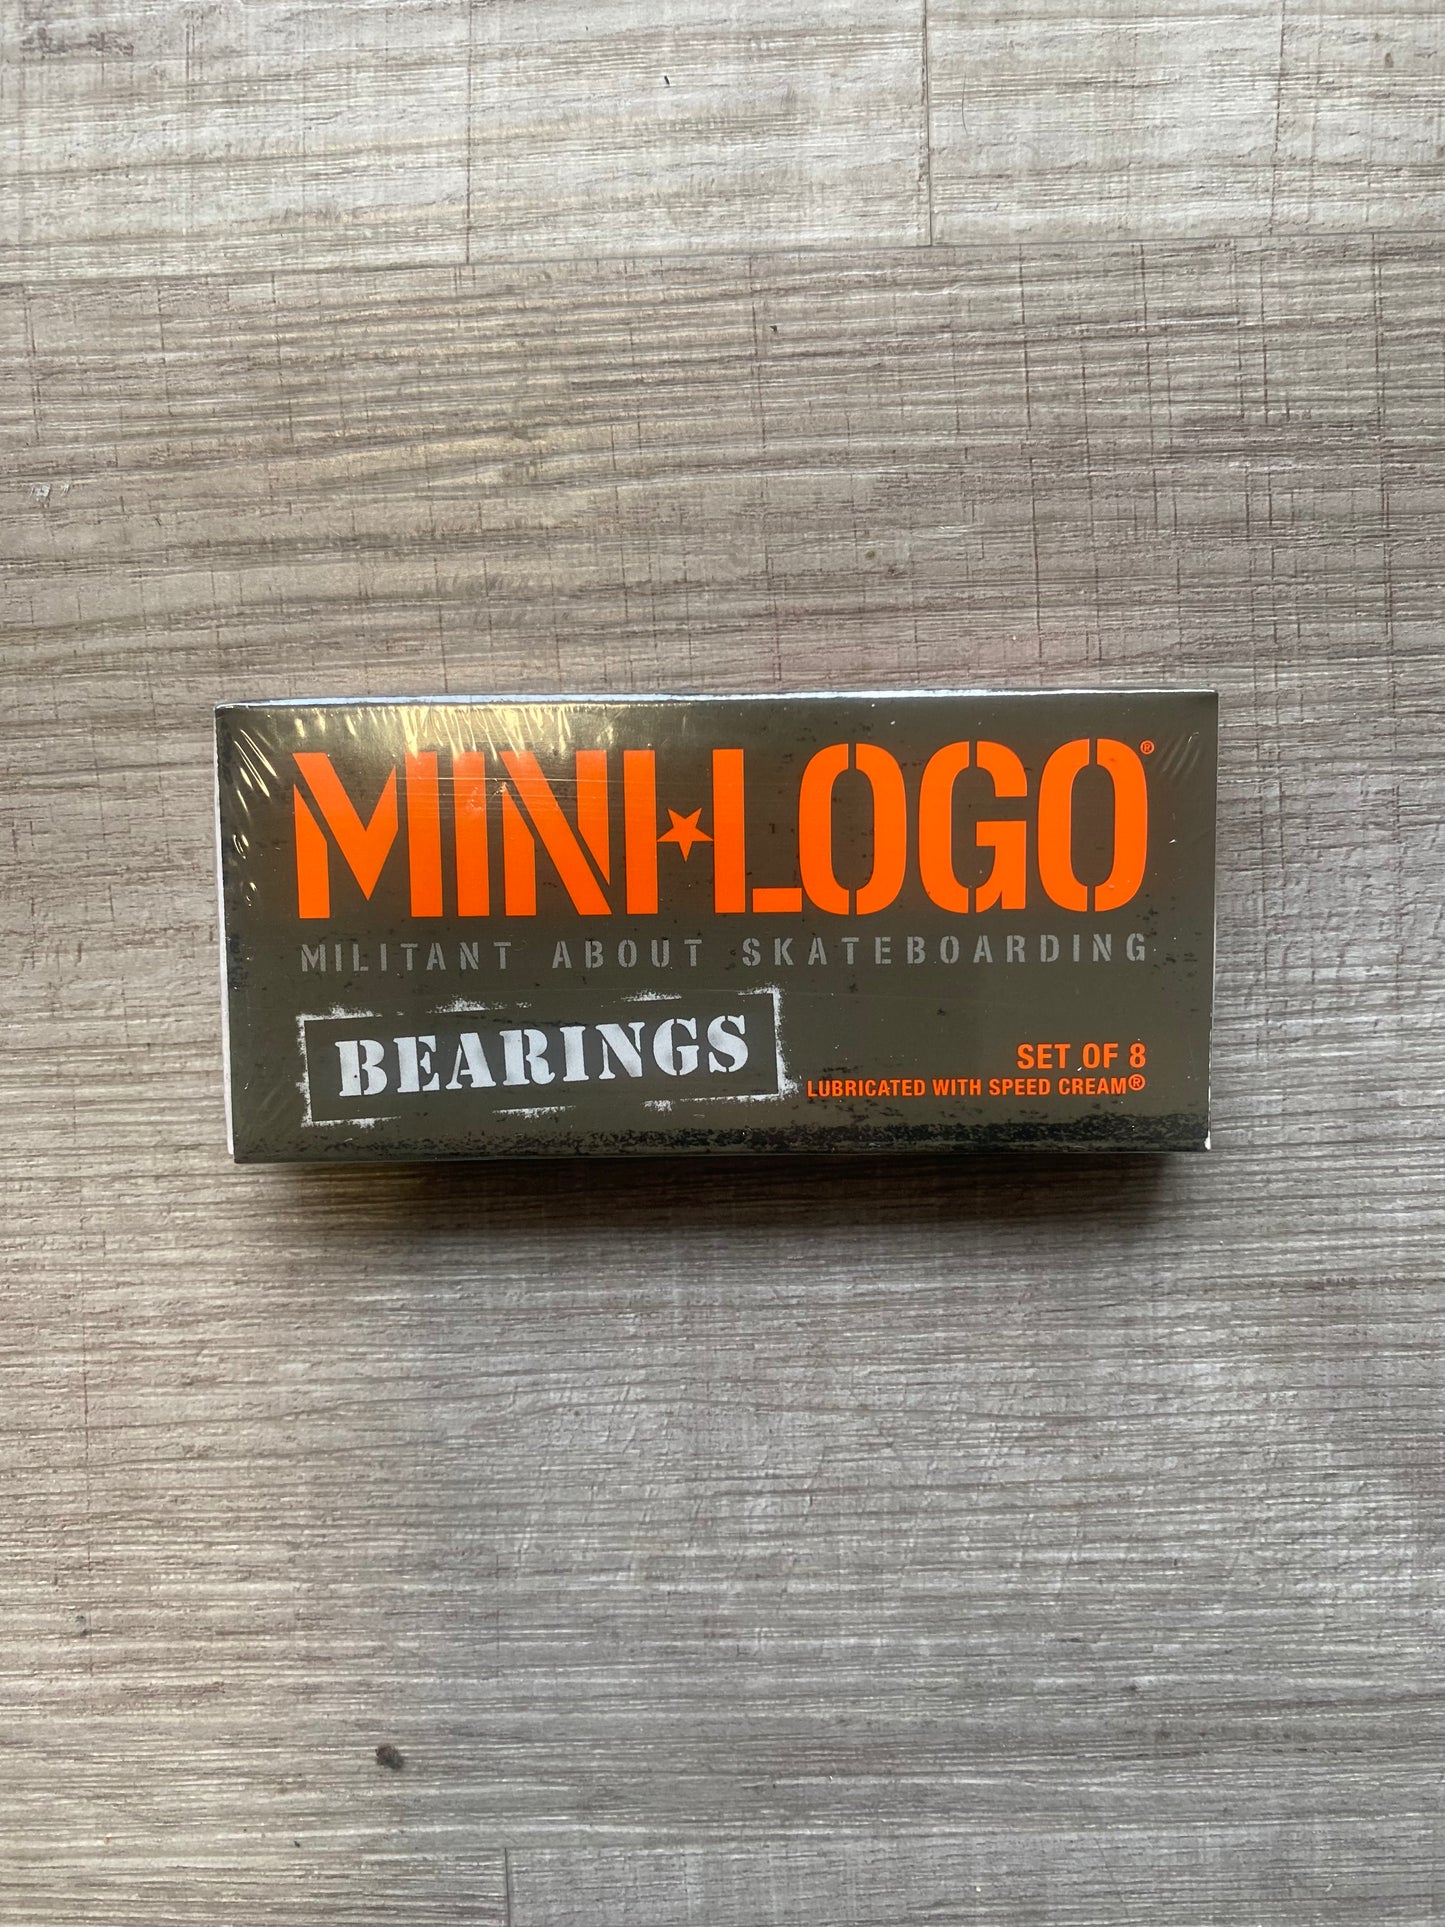 MINI★LOGO®
MILITANT ABOUT SKATEBOARDING
BEARINGS
SET OF 8
LUBRICATED WITH SPEED CREAM®